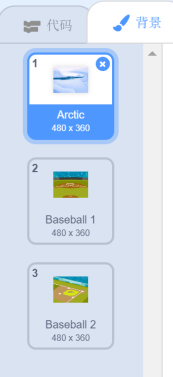 代码
背景
1
Arctic
480 x 360
2
Baseball 1
480 x 360
3
Baseball 2
480 x 360